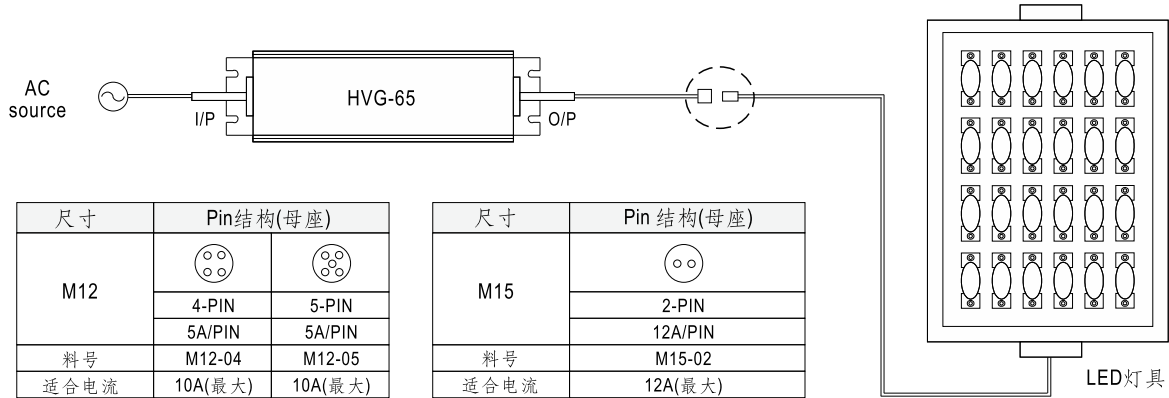 AC
source
I/P
HVG-65
O/P
尺寸 Pin结构(母座)
M12
4-PIN 5-PIN
5A/PIN 5A/PIN
料号 M12-04 M12-05
适合电流 10A(最大) 10A(最大)
尺寸 Pin 结构(母座)
M15
2-PIN
12A/PIN
料号 M15-02
适合电流 12A(最大)
LED灯具